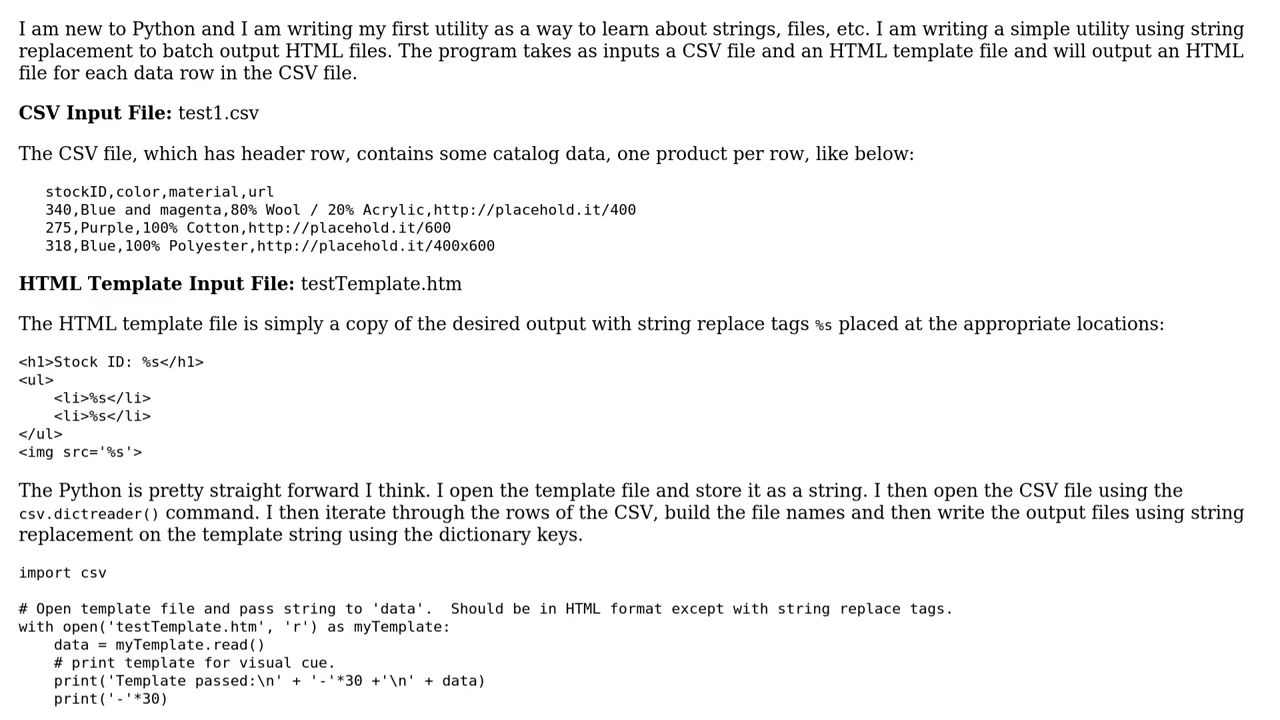 I am new to Python and I am writing my first utility as a way to learn about strings, files, etc. I am writing a simple utility using string
replacement to batch output HTML files. The program takes as inputs a CSV file and an HTML template file and will output an HTML
file for each data row in the CSV file.
CSV Input File: test1.csv
The CSV file, which has header row, contains some catalog data, one product per row, like below:
stockID,color,material,url
340,Blue and magenta,80% Wool / 20% Acrylic,http://placehold.it/400
275,Purple,100% Cotton,http://placehold.it/600
318,Blue,100% Polyester,http://placehold.it/400x600
HTML Template Input File: testTemplate.htm
The HTML template file is simply a copy of the desired output with string replace tags %s placed at the appropriate locations:
<h1>Stock ID: %s</h1>
<ul>
    <li>%s</li>
    <li>%s</li>
</ul>
<img src='%s'>
The Python is pretty straight forward I think. I open the template file and store it as a string. I then open the CSV file using the
csv.dictreader() command. I then iterate through the rows of the CSV, build the file names and then write the output files using string
replacement on the template string using the dictionary keys.
import csv
# Open template file and pass string to 'data'.  Should be in HTML format except with string replace tags.
with open('testTemplate.htm', 'r') as myTemplate:
    data = myTemplate.read()
    # print template for visual cue.
    print('Template passed:\n' + '-'*30 +'\n' + data)
    print('-'*30)